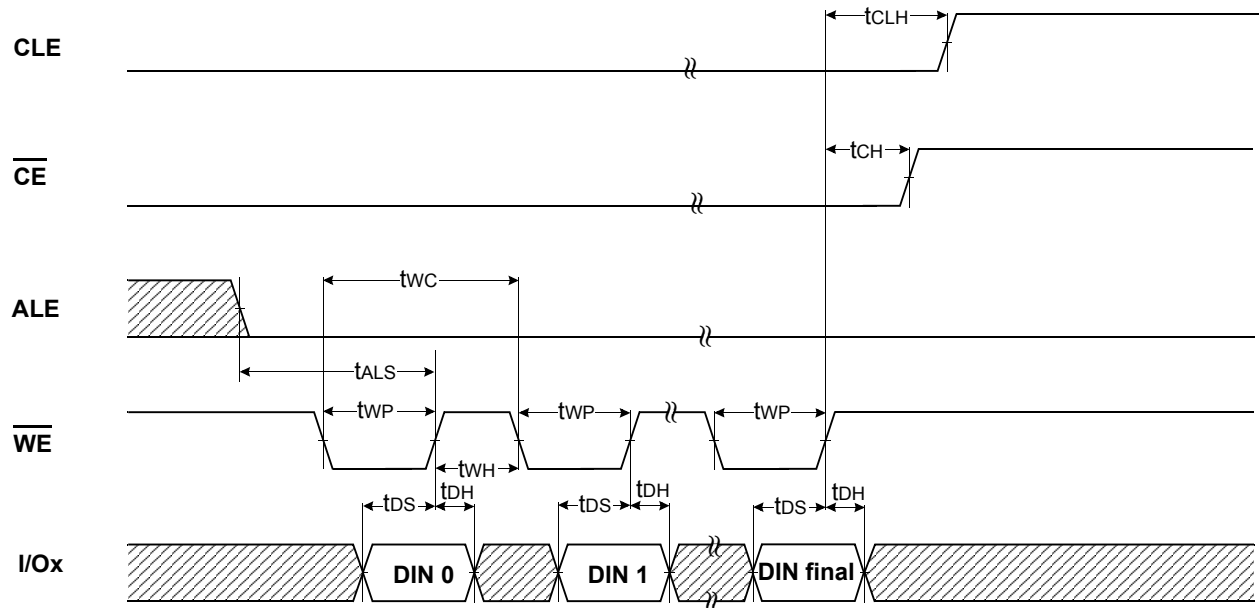 tCLH
CLE
tCH
CE
tWC
ALE
tALS
tWP
tWP
tWP
WE
tWH
tDH
tDH
tDH
tDS
tDS
tDS
I/Ox
DIN 0
DIN 1
DIN final